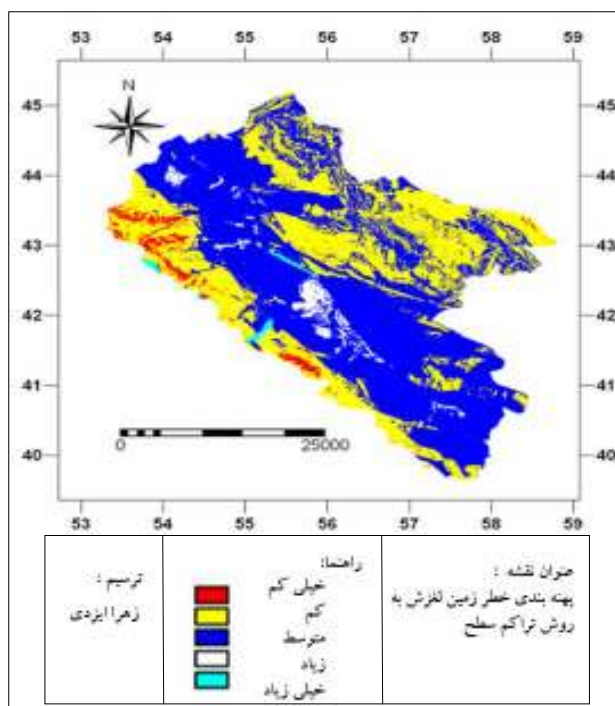 53 54 55 56 57 58 59
N
45 45
44 44
43 43
42 42
41 41
40 40
0 25000
53 54 55 56 57 58 59
عنوان نقشه :
پهنه بندی خطر زمین لغزش به
روش تراکم سطح
راهنما:
خیلی کم
کم
متوسط
زیاد
خیلی زیاد
ترسیم :
زهرا ایزدی